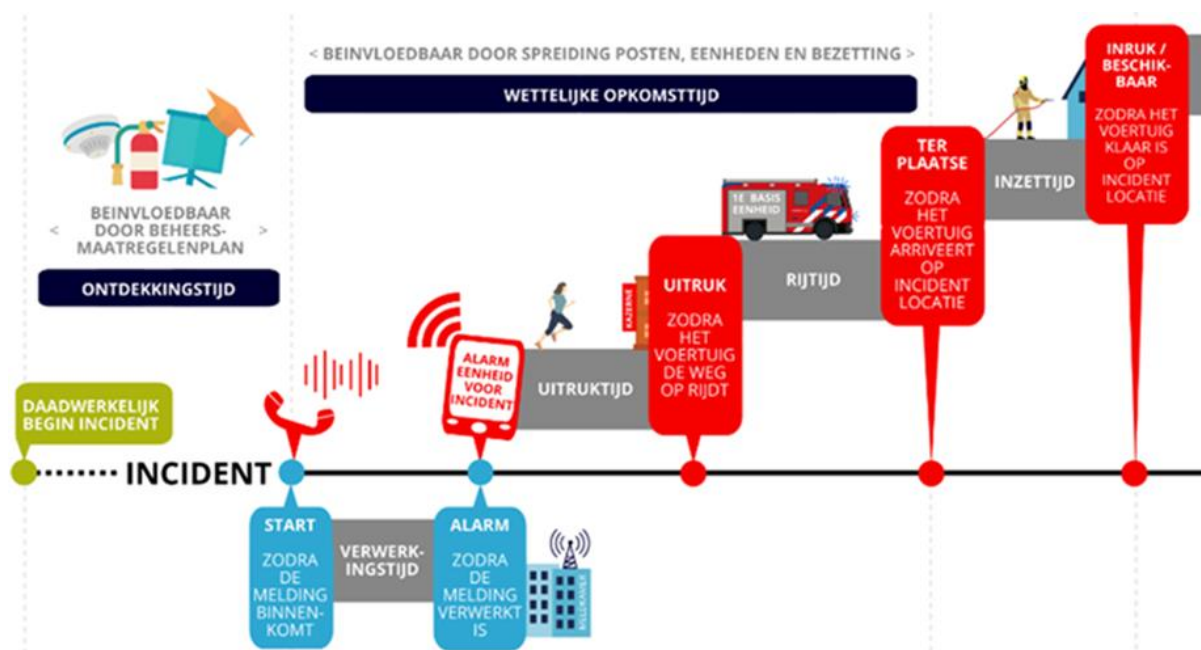 < BEINVLOEDBAAR DOOR SPREIDING POSTEN, EENHEDEN EN BEZETTING >
WETTELIJKE OPKOMSTTIJD
BEINVLOEDBAAR
< DOOR BEHEERS- >
MAATREGELENPLAN
ONTDEKKINGSTIJD
DAADWERKELIJK
BEGIN INCIDENT
INCIDENT
START
ZODRA
DE
MELDING
BINNEN-
KOMT
VERWERK-
INGSTIJD
ALARM
ZODRA
DE
MELDING
VERWERKT
IS
MELDKAMER
ALARM
EENHEID
VOOR
INCIDENT
UITRUKTIJD
KAZERNE
UITRUK
ZODRA
HET
VOERTUIG
DE WEG
OP RIJDT
1E BASIS
EENHEID
RIJTIJD
TER
PLAATSE
ZODRA
HET
VOERTUIG
ARRIVEERT
OP
INCIDENT
LOCATIE
INZETTIJD
INRUK /
BESCHIK-
BAAR
ZODRA HET
VOERTUIG
KLAAR IS
OP
INCIDENT
LOCATIE